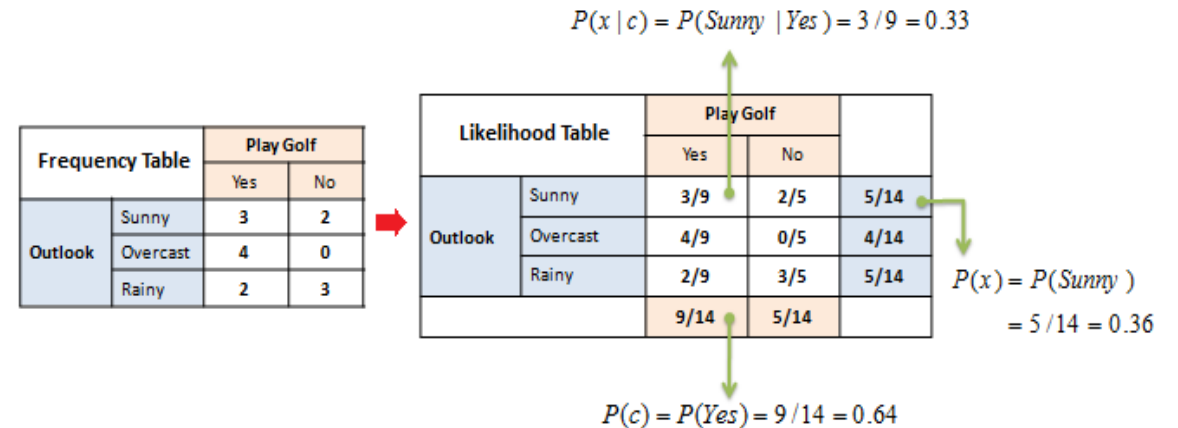 P(x | c) = P(Sunny | Yes) = 3 / 9 = 0.33
Frequency Table
Play Golf
Yes No
Outlook
Sunny 3 2
Overcast 4 0
Rainy 2 3
Likelihood Table
Play Golf
Yes No
Outlook
Sunny 3/9 2/5 5/14
Overcast 4/9 0/5 4/14
Rainy 2/9 3/5 5/14
9/14 5/14
P(x) = P(Sunny)
= 5 / 14 = 0.36
P(c) = P(Yes) = 9 / 14 = 0.64